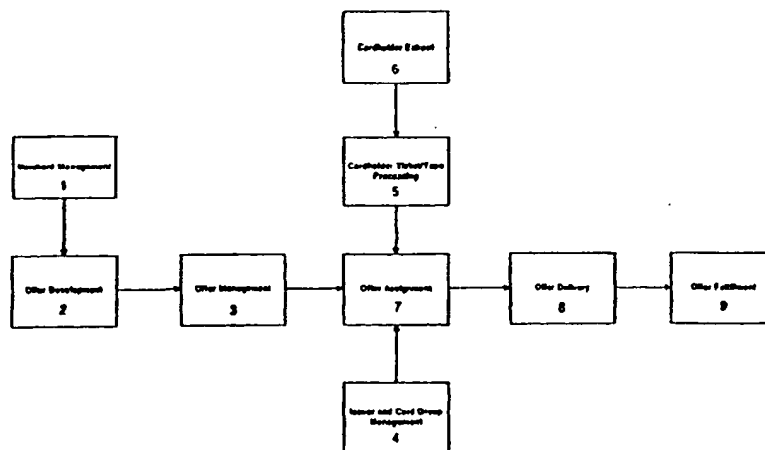 Cardholder Extract
6
Merchant Management
1
Cardholder Ticket/Tape
Processing
5
Offer Development
2
Offer Management
3
Offer Assignment
7
Offer Delivery
8
Offer Fulfillment
9
Issuer and Card Group
Management
4